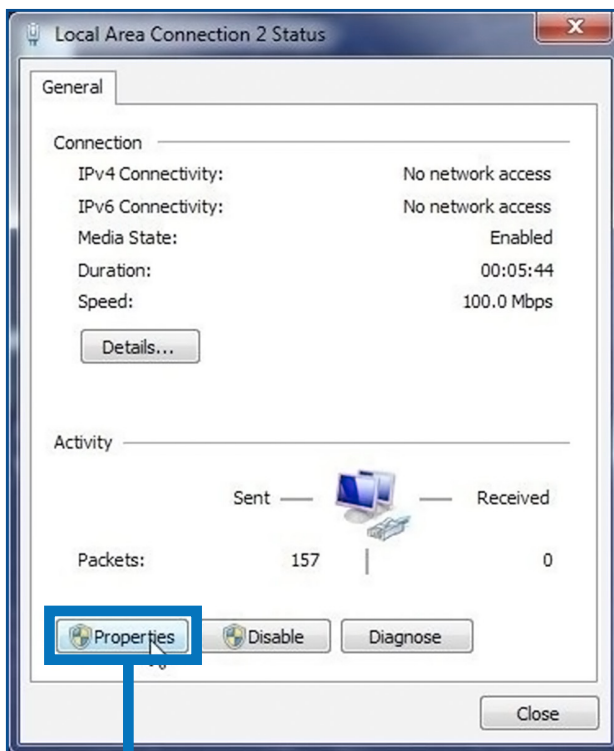 Local Area Connection 2 Status
General
Connection
IPv4 Connectivity: No network access
IPv6 Connectivity: No network access
Media State: Enabled
Duration: 00:05:44
Speed: 100.0 Mbps
Details...
Activity
Sent Received
Packets: 157 0
Properties Disable Diagnose
Close